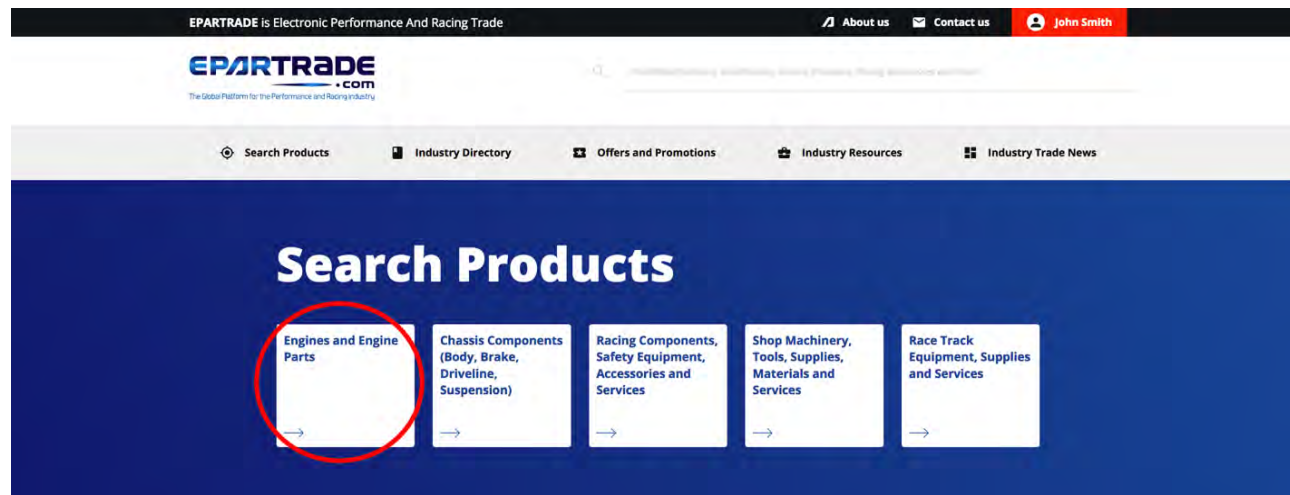 EPARTRADE is Electronic Performance And Racing Trade
About us
Contact us
John Smith
EPARTRADE
.com
The Global Platform for the Performance and Racing Industry
Search Products
Industry Directory
Offers and Promotions
Industry Resources
Industry Trade News
Search Products
Engines and Engine
Parts
Chassis Components
(Body, Brake,
Driveline,
Suspension)
Racing Components,
Safety Equipment,
Accessories and
Services
Shop Machinery,
Tools, Supplies,
Materials and
Services
Race Track
Equipment, Supplies
and Services